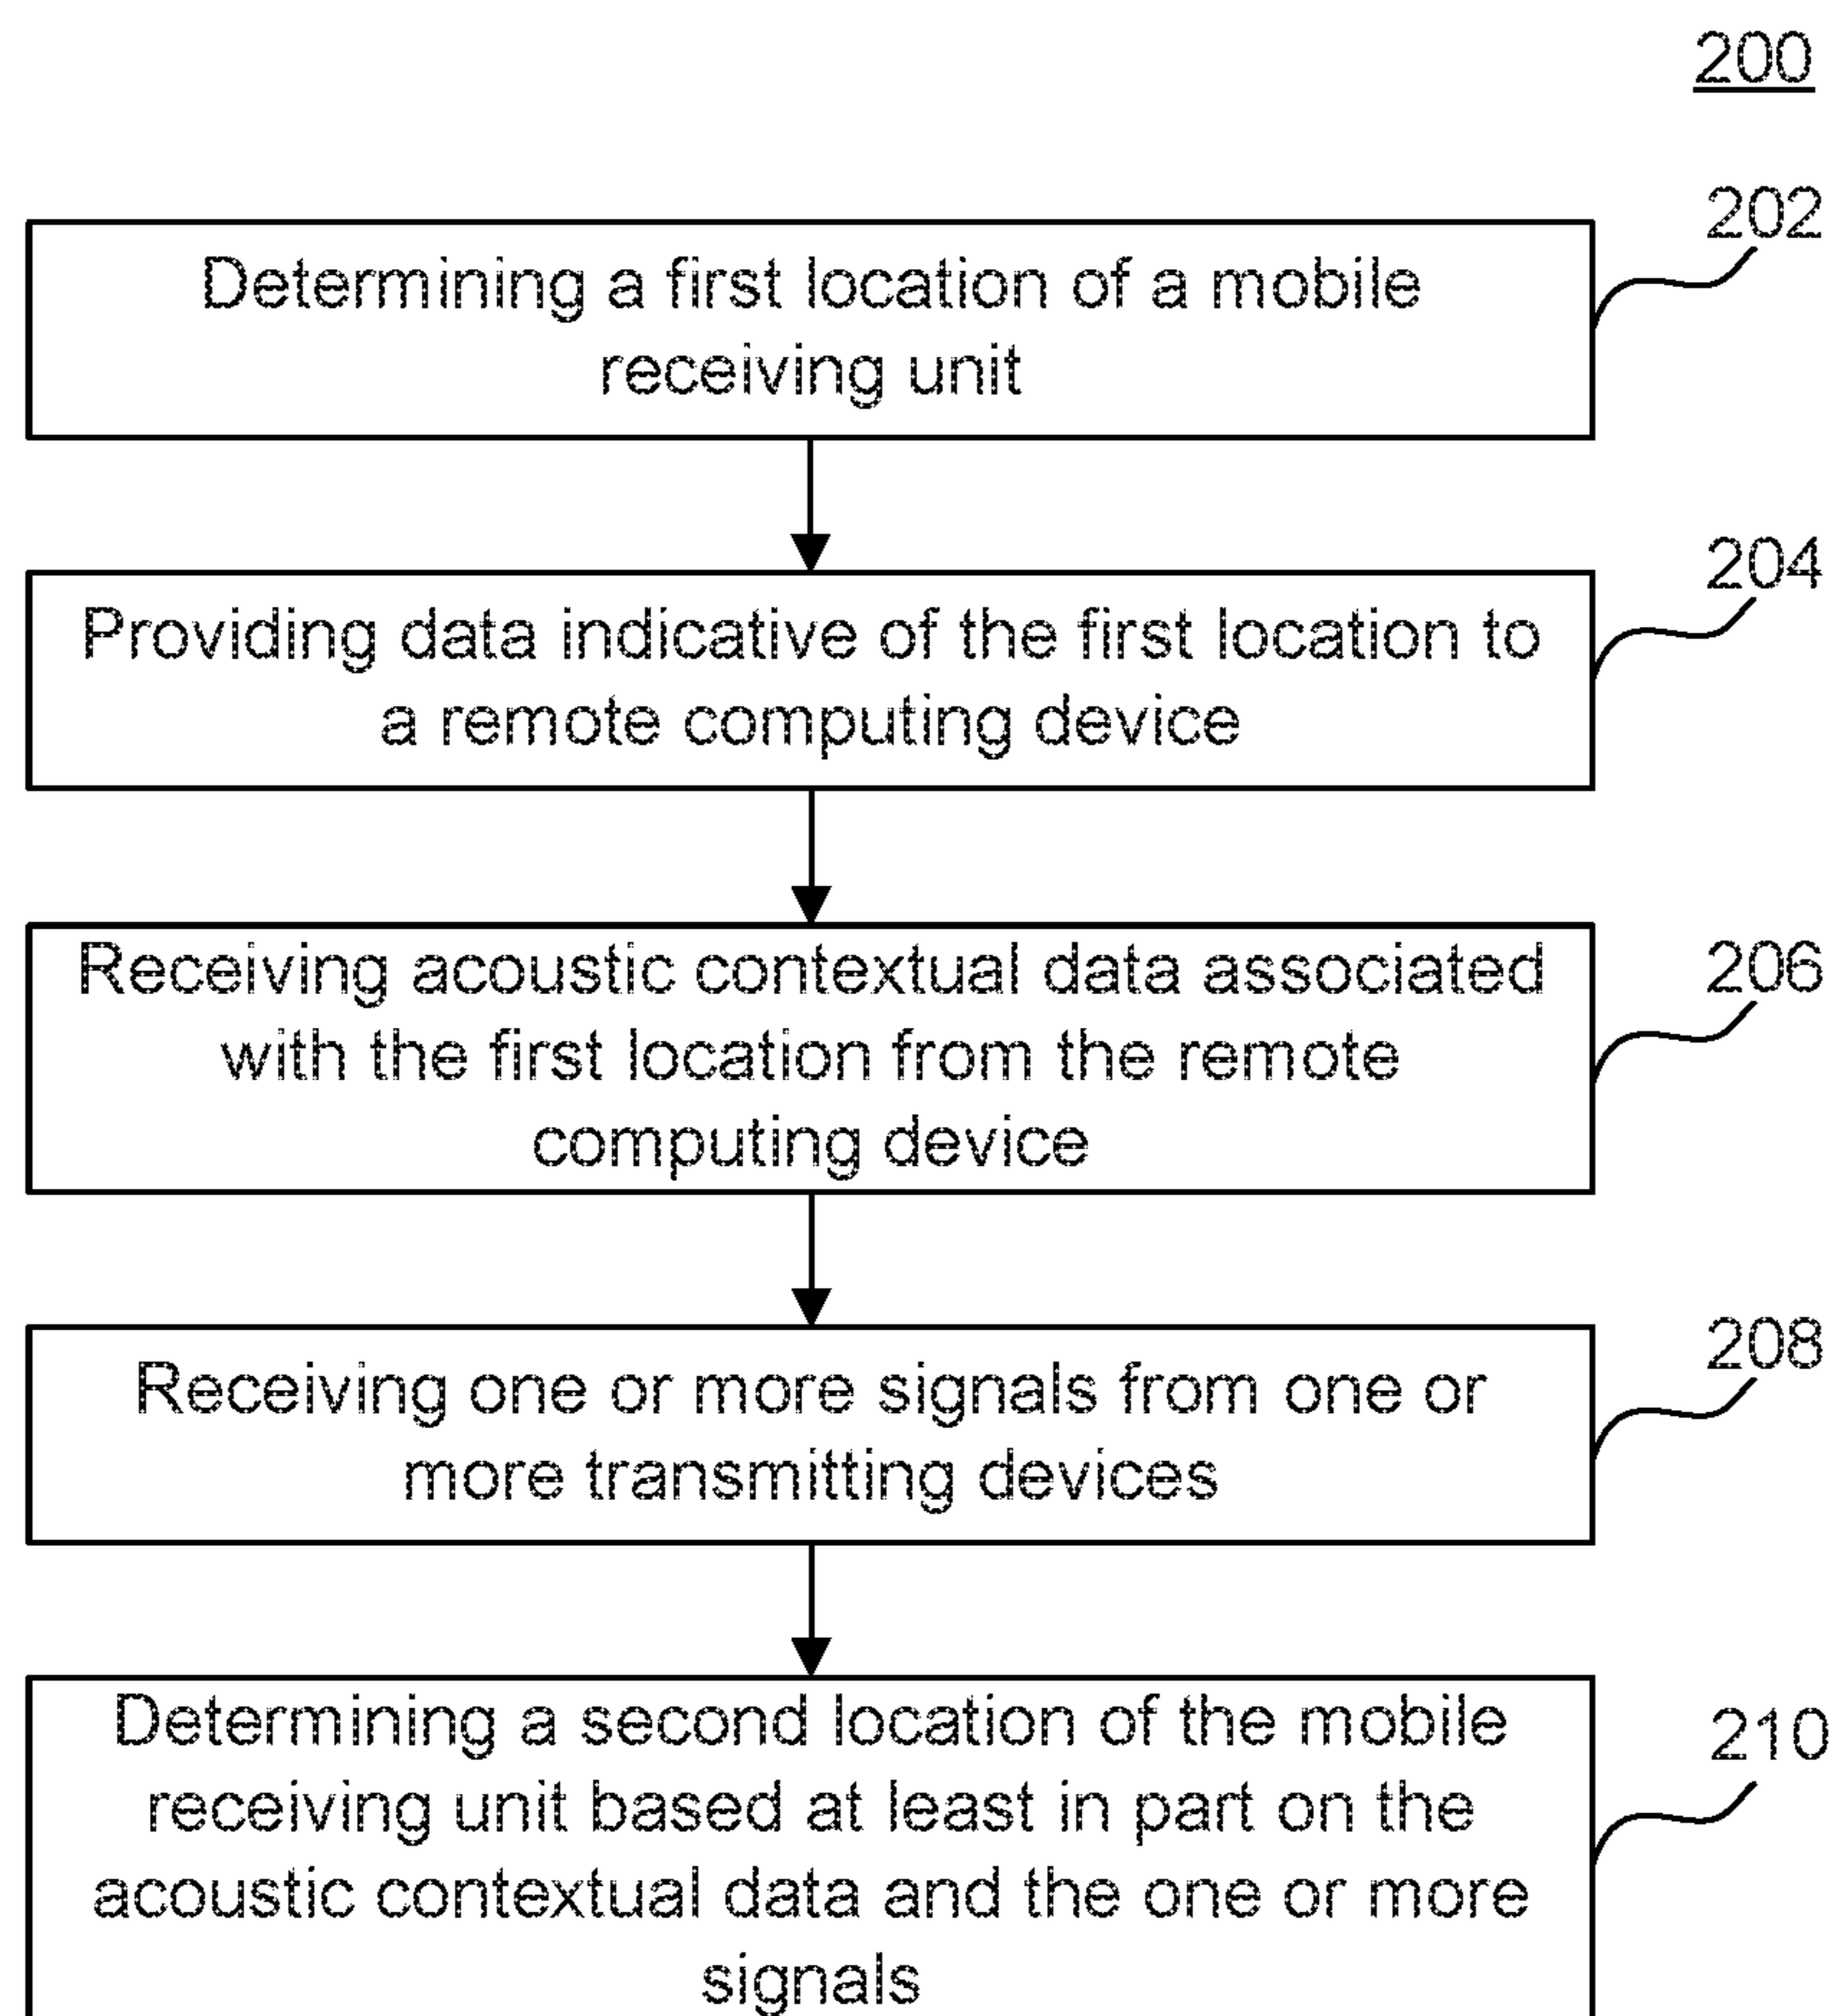 200
202
Determining a first location of a mobile
receiving unit
204
Providing data indicative of the first location to
a remote computing device
206
Receiving acoustic contextual data associated
with the first location from the remote
computing device
208
Receiving one or more signals from one or
more transmitting devices
210
Determining a second location of the mobile
receiving unit based at least in part on the
acoustic contextual data and the one or more
signals